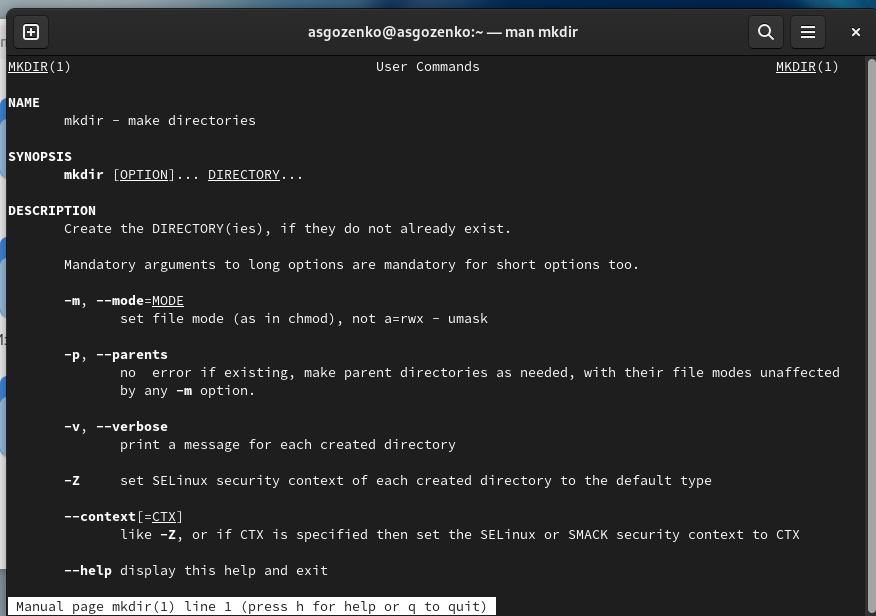 asgozenko@asgozenko:~ — man mkdir
MKDIR(1) User Commands MKDIR(1)
NAME
mkdir - make directories
SYNOPSIS
mkdir [OPTION]... DIRECTORY...
DESCRIPTION
Create the DIRECTORY(ies), if they do not already exist.
Mandatory arguments to long options are mandatory for short options too.
-m, --mode=MODE
set file mode (as in chmod), not a=rwx - umask
-p, --parents
no  error if existing, make parent directories as needed, with their file modes unaffected
by any -m option.
-v, --verbose
print a message for each created directory
-Z set SELinux security context of each created directory to the default type
--context[=CTX]
like -Z, or if CTX is specified then set the SELinux or SMACK security context to CTX
--help display this help and exit
Manual page mkdir(1) line 1 (press h for help or q to quit)